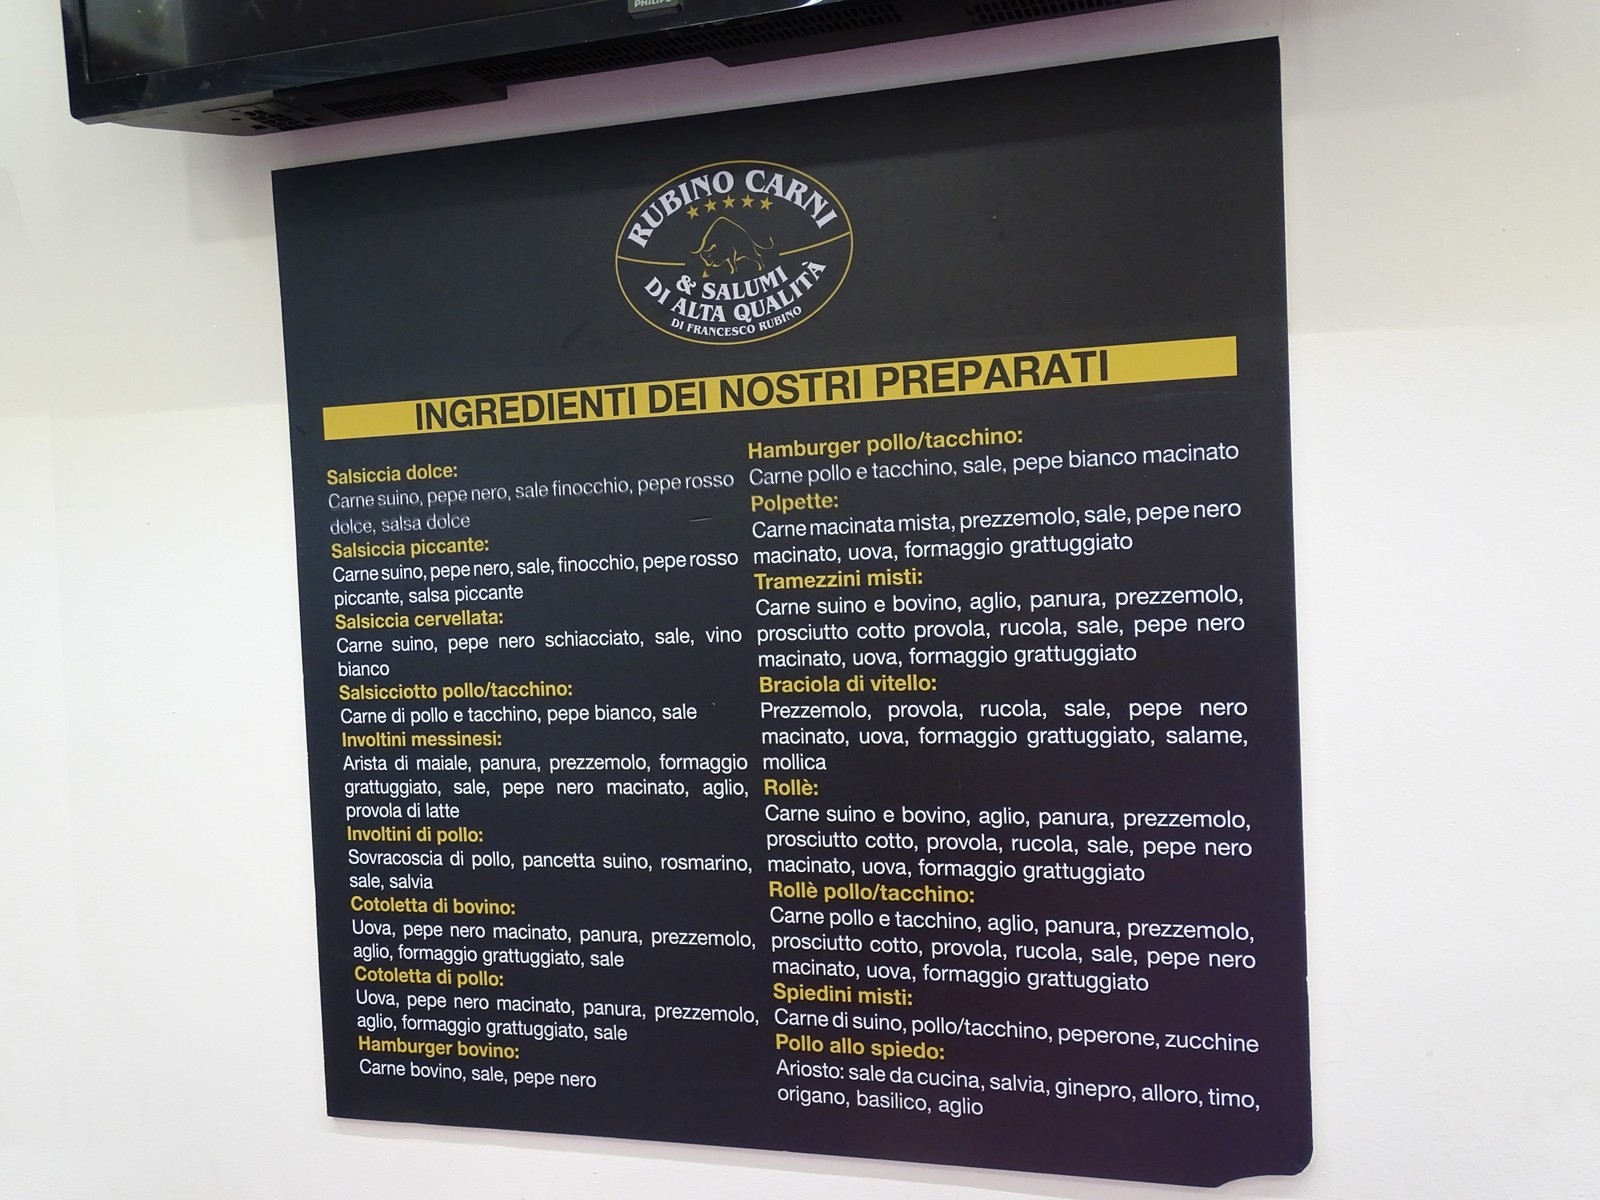 PHILIPS
RUBINO CARNI
& SALUMI
DI ALTA QUALITÀ
DI FRANCESCO RUBINO
INGREDIENTI DEI NOSTRI PREPARATI
Salsiccia dolce:
Carne suino, pepe nero, sale finocchio, pepe rosso
dolce, salsa dolce
Salsiccia piccante:
Carne suino, pepe nero, sale, finocchio, pepe rosso
piccante, salsa piccante
Salsiccia cervellata:
Carne suino, pepe nero schiacciato, sale, vino
bianco
Salsicciotto pollo/tacchino:
Carne di pollo e tacchino, pepe bianco, sale
Involtini messinesi:
Arista di maiale, panura, prezzemolo, formaggio
grattuggiato, sale, pepe nero macinato, aglio,
provola di latte
Involtini di pollo:
Sovracoscia di pollo, pancetta suino, rosmarino,
sale, salvia
Cotoletta di bovino:
Uova, pepe nero macinato, panura, prezzemolo,
aglio, formaggio grattuggiato, sale
Cotoletta di pollo:
Uova, pepe nero macinato, panura, prezzemolo,
aglio, formaggio grattuggiato, sale
Hamburger bovino:
Carne bovino, sale, pepe nero
Hamburger pollo/tacchino:
Carne pollo e tacchino, sale, pepe bianco macinato
Polpette:
Carne macinata mista, prezzemolo, sale, pepe nero
macinato, uova, formaggio grattuggiato
Tramezzini misti:
Carne suino e bovino, aglio, panura, prezzemolo,
prosciutto cotto provola, rucola, sale, pepe nero
macinato, uova, formaggio grattuggiato
Braciola di vitello:
Prezzemolo, provola, rucola, sale, pepe nero
macinato, uova, formaggio grattuggiato, salame,
mollica
Rollè:
Carne suino e bovino, aglio, panura, prezzemolo,
prosciutto cotto, provola, rucola, sale, pepe nero
macinato, uova, formaggio grattuggiato
Rollè pollo/tacchino:
Carne pollo e tacchino, aglio, panura, prezzemolo,
prosciutto cotto, provola, rucola, sale, pepe nero
macinato, uova, formaggio grattuggiato
Spiedini misti:
Carne di suino, pollo/tacchino, peperone, zucchine
Pollo allo spiedo:
Ariosto: sale da cucina, salvia, ginepro, alloro, timo,
origano, basilico, aglio